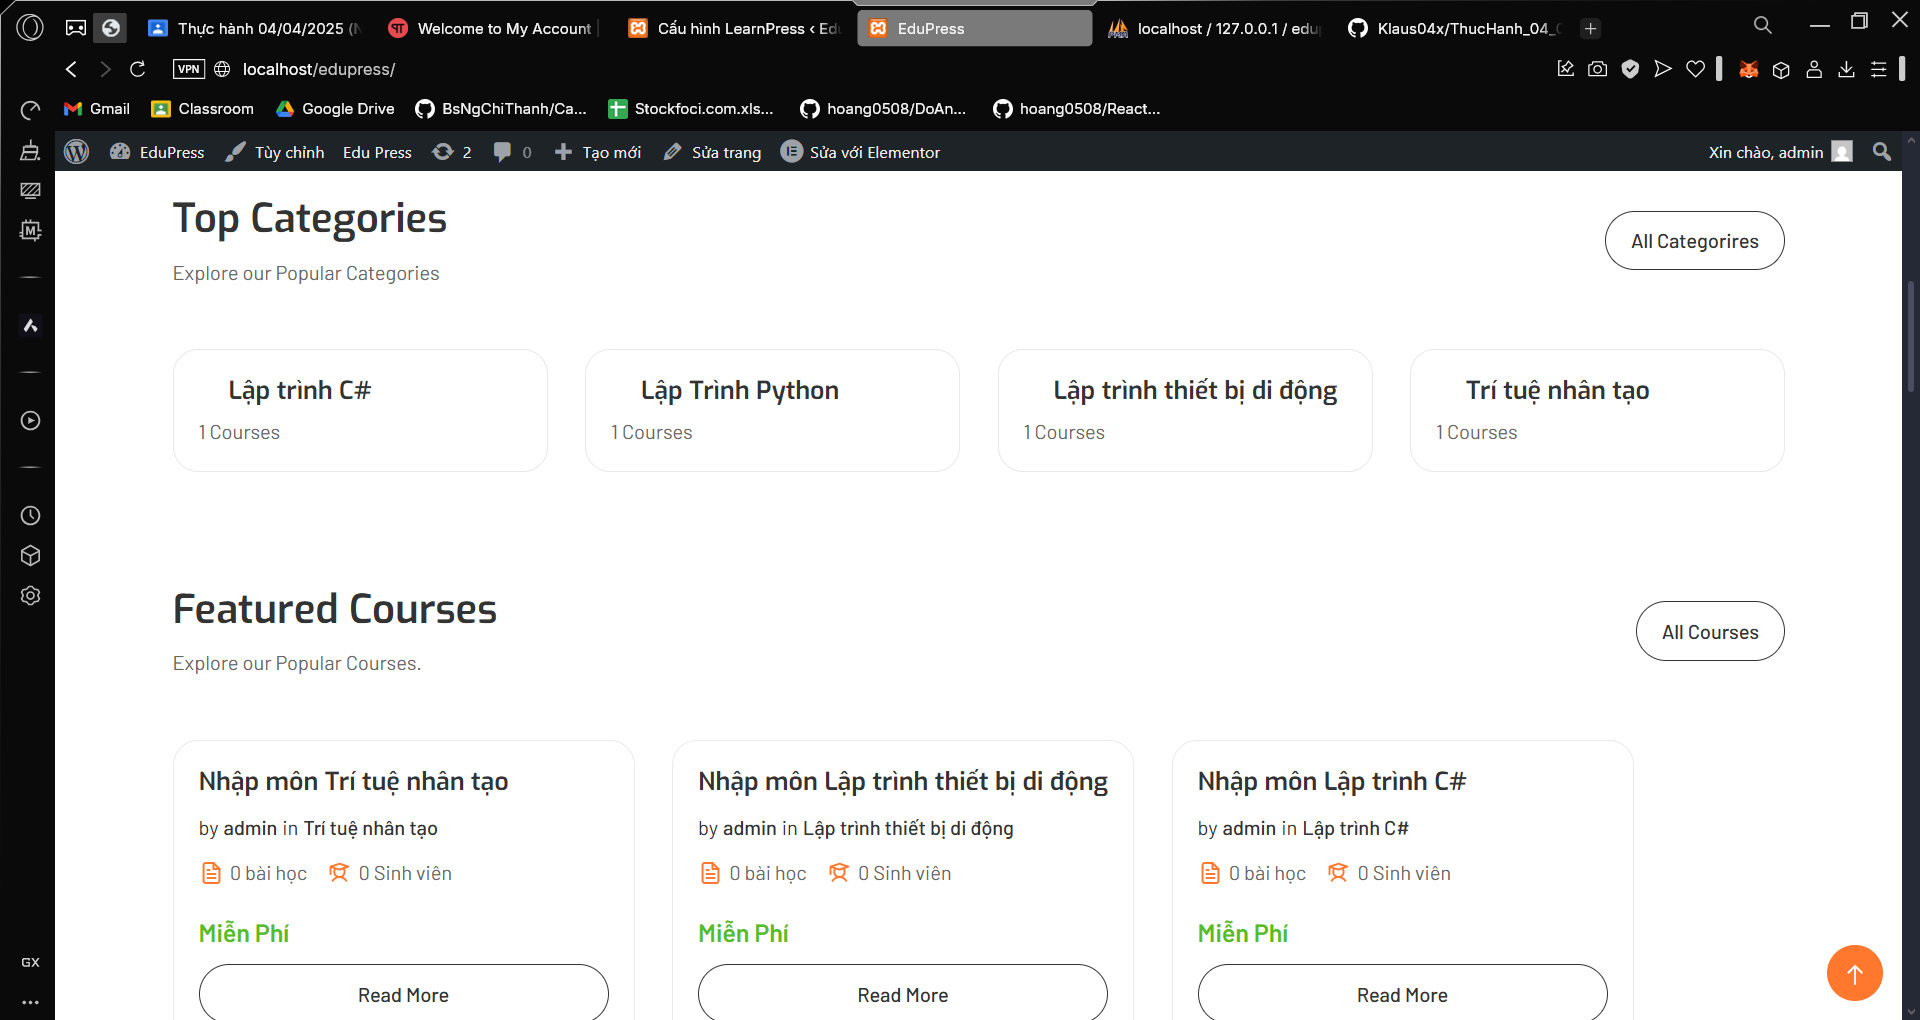 Thực hành 04/04/2025 (
Welcome to My Account
Cấu hình LearnPress ‹ Edu
EduPress
localhost / 127.0.0.1 / edup
Klaus04x/ThucHanh_04_
VPN
localhost/edupress/
Gmail
Classroom
Google Drive
BsNgChiThanh/Ca...
Stockfoci.com.xls...
hoang0508/DoAn...
hoang0508/React...
EduPress
Tùy chỉnh
Edu Press
2
0
Tạo mới
Sửa trang
Sửa với Elementor
Xin chào, admin
Top Categories
All Categorires
Explore our Popular Categories
Lập trình C#
1 Courses
Lập Trình Python
1 Courses
Lập trình thiết bị di động
1 Courses
Trí tuệ nhân tạo
1 Courses
Featured Courses
All Courses
Explore our Popular Courses.
Nhập môn Trí tuệ nhân tạo
by admin in Trí tuệ nhân tạo
0 bài học 0 Sinh viên
Miễn Phí
Read More
Nhập môn Lập trình thiết bị di động
by admin in Lập trình thiết bị di động
0 bài học 0 Sinh viên
Miễn Phí
Read More
Nhập môn Lập trình C#
by admin in Lập trình C#
0 bài học 0 Sinh viên
Miễn Phí
Read More
GX